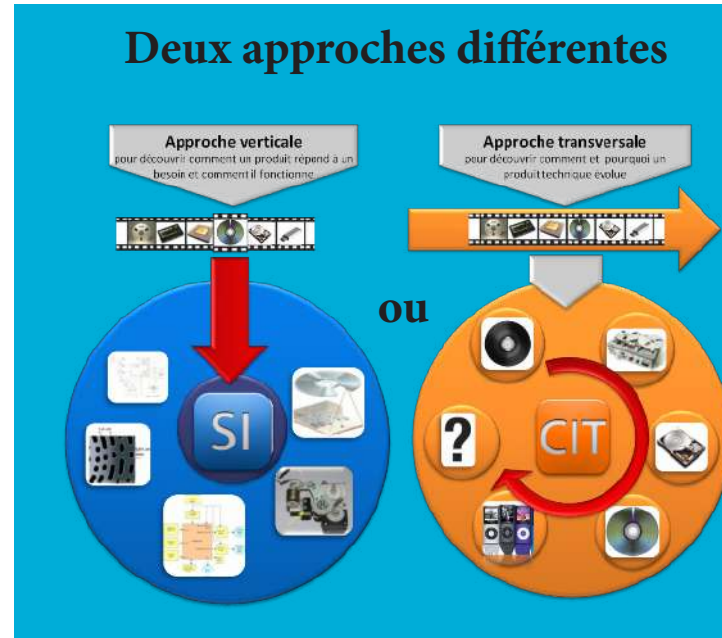 Deux approches différentes
Approche verticale
pour découvrir comment un produit répond à un
besoin et comment il fonctionne
Approche transversale
pour découvrir comment et pourquoi un
produit technique évolue
ou
SI
?
CIT